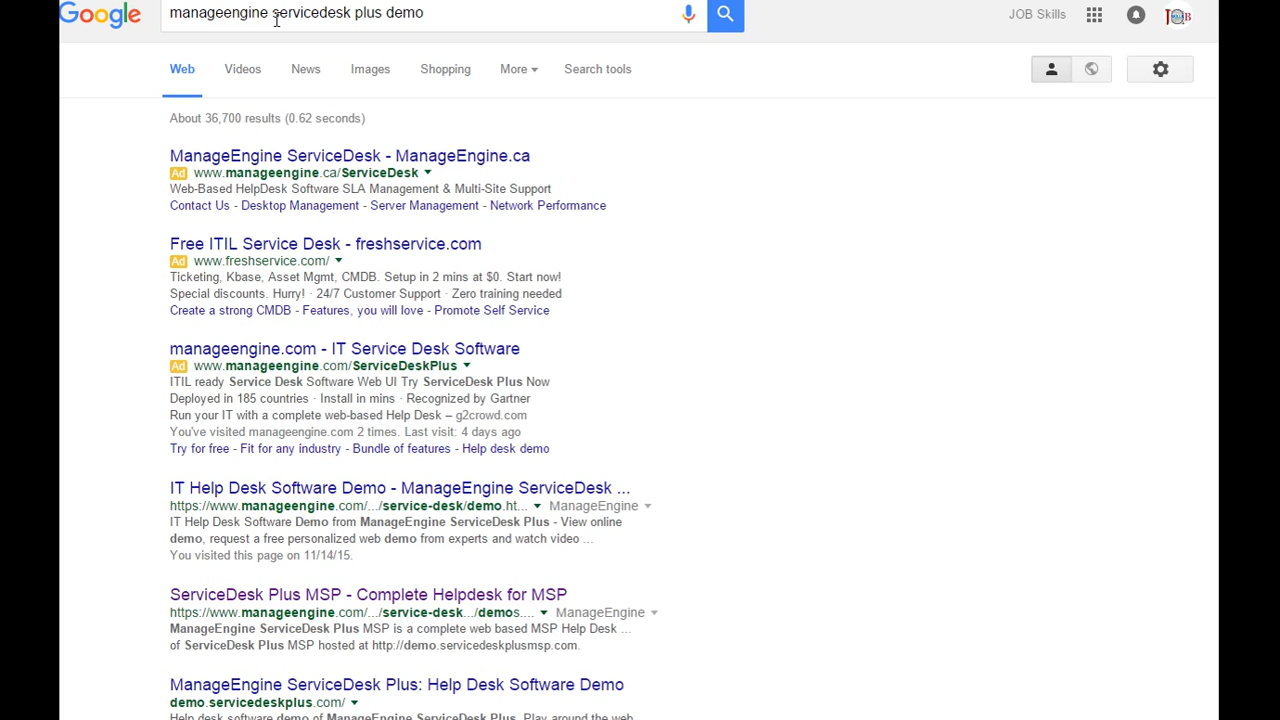 Google manageengine servicedesk plus demo JOB Skills
Web Videos News Images Shopping More Search tools
About 36,700 results (0.62 seconds)
ManageEngine ServiceDesk - ManageEngine.ca
Ad www.manageengine.ca/ServiceDesk
Web-Based HelpDesk Software SLA Management & Multi-Site Support
Contact Us - Desktop Management - Server Management - Network Performance
Free ITIL Service Desk - freshservice.com
Ad www.freshservice.com/
Ticketing, Kbase, Asset Mgmt, CMDB. Setup in 2 mins at $0. Start now!
Special discounts. Hurry! · 24/7 Customer Support · Zero training needed
Create a strong CMDB - Features, you will love - Promote Self Service
manageengine.com - IT Service Desk Software
Ad www.manageengine.com/ServiceDeskPlus
ITIL ready Service Desk Software Web UI Try ServiceDesk Plus Now
Deployed in 185 countries · Install in mins · Recognized by Gartner
Run your IT with a complete web-based Help Desk – g2crowd.com
You've visited manageengine.com 2 times. Last visit: 4 days ago
Try for free - Fit for any industry - Bundle of features - Help desk demo
IT Help Desk Software Demo - ManageEngine ServiceDesk ...
https://www.manageengine.com/.../service-desk/demo.ht... ManageEngine
IT Help Desk Software Demo from ManageEngine ServiceDesk Plus - View online
demo, request a free personalized web demo from experts and watch video ...
You visited this page on 11/14/15.
ServiceDesk Plus MSP - Complete Helpdesk for MSP
https://www.manageengine.com/.../service-desk.../demos.... ManageEngine
ManageEngine ServiceDesk Plus MSP is a complete web based MSP Help Desk ...
of ServiceDesk Plus MSP hosted at http://demo.servicedeskplusmsp.com.
ManageEngine ServiceDesk Plus: Help Desk Software Demo
demo.servicedeskplus.com/
Help desk software demo of ManageEngine ServiceDesk Plus. Play around the web